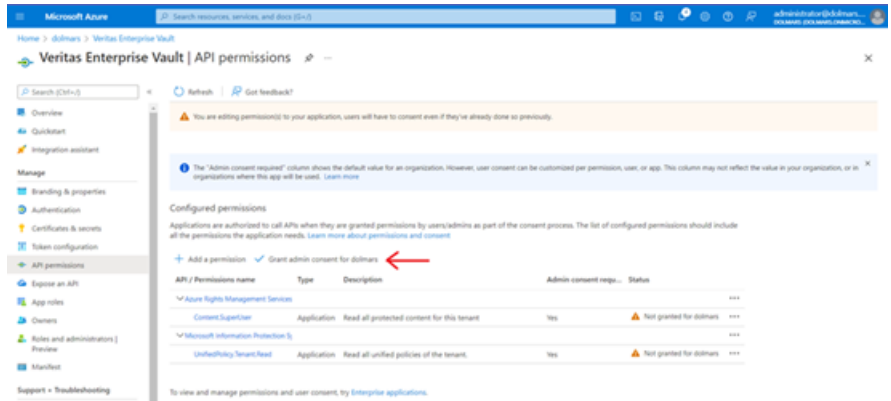 Microsoft Azure
Search resources, services, and docs (G+/)
administrator@dolmars...
DOLMARS (DOLMARS.ONMICRO...
Home > dolmars > Veritas Enterprise Vault
Veritas Enterprise Vault | API permissions
Search (Ctrl+/)
Refresh
Got feedback?
Overview
Quickstart
Integration assistant
Manage
Branding & properties
Authentication
Certificates & secrets
Token configuration
API permissions
Expose an API
App roles
Owners
Roles and administrators |
Preview
Manifest
Support + Troubleshooting
You are editing permission(s) to your application, users will have to consent even if they've already done so previously.
The "Admin consent required" column shows the default value for an organization. However, user consent can be customized per permission, user, or app. This column may not reflect the value in your organization, or in
organizations where this app will be used. Learn more
Configured permissions
Applications are authorized to call APIs when they are granted permissions by users/admins as part of the consent process. The list of configured permissions should include
all the permissions the application needs. Learn more about permissions and consent
Add a permission
Grant admin consent for dolmars
API / Permissions name Type Description Admin consent requ... Status
Azure Rights Management Services
Content.SuperUser Application Read all protected content for this tenant Yes Not granted for dolmars
Microsoft Information Protection Sy
UnifiedPolicy.Tenant.Read Application Read all unified policies of the tenant. Yes Not granted for dolmars
To view and manage permissions and user consent, try Enterprise applications.